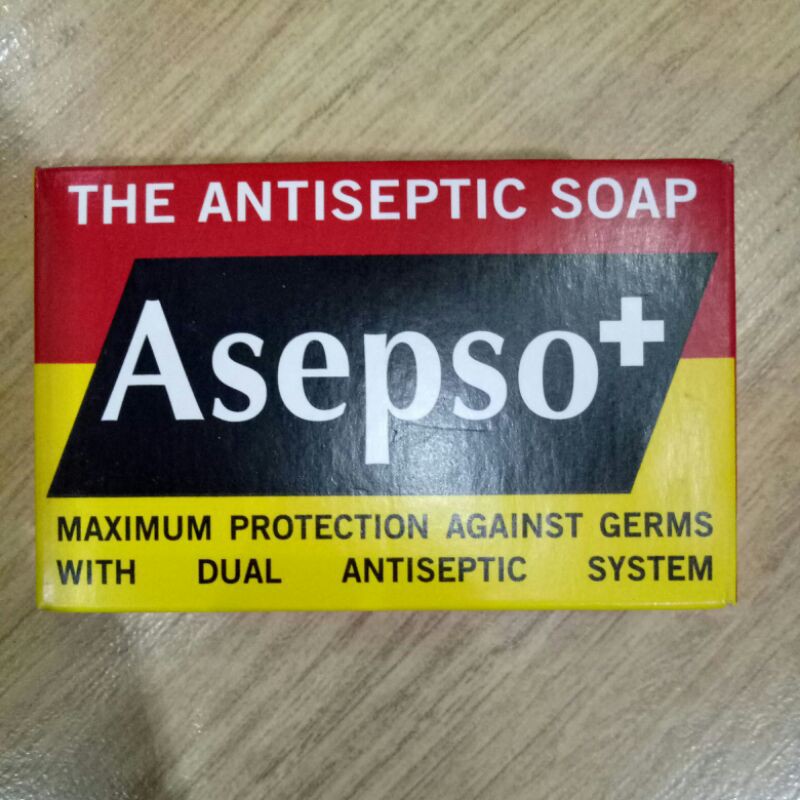 THE ANTISEPTIC SOAP
Asepso+
MAXIMUM PROTECTION AGAINST GERMS
WITH DUAL ANTISEPTIC SYSTEM